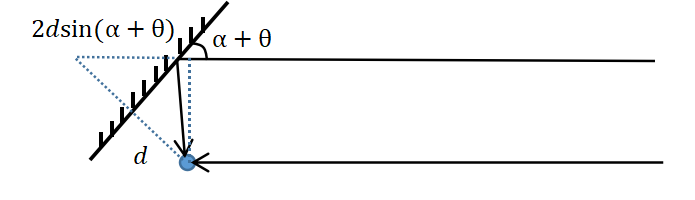 2dsin(α + θ)
α + θ
d